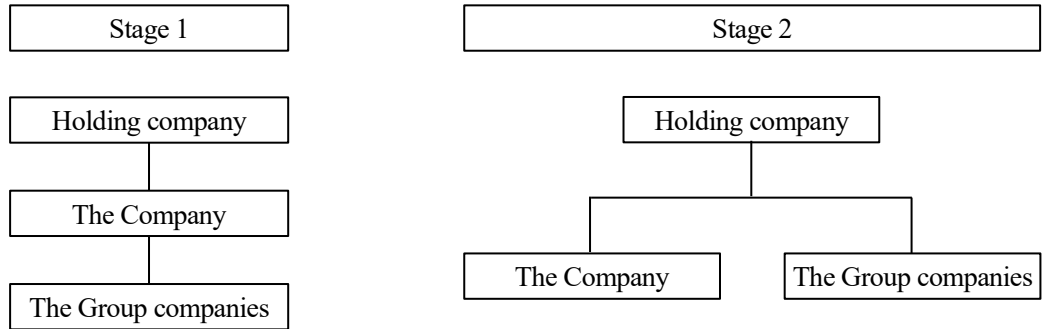 Stage 1
Holding company
The Company
The Group companies
Stage 2
Holding company
The Company
The Group companies